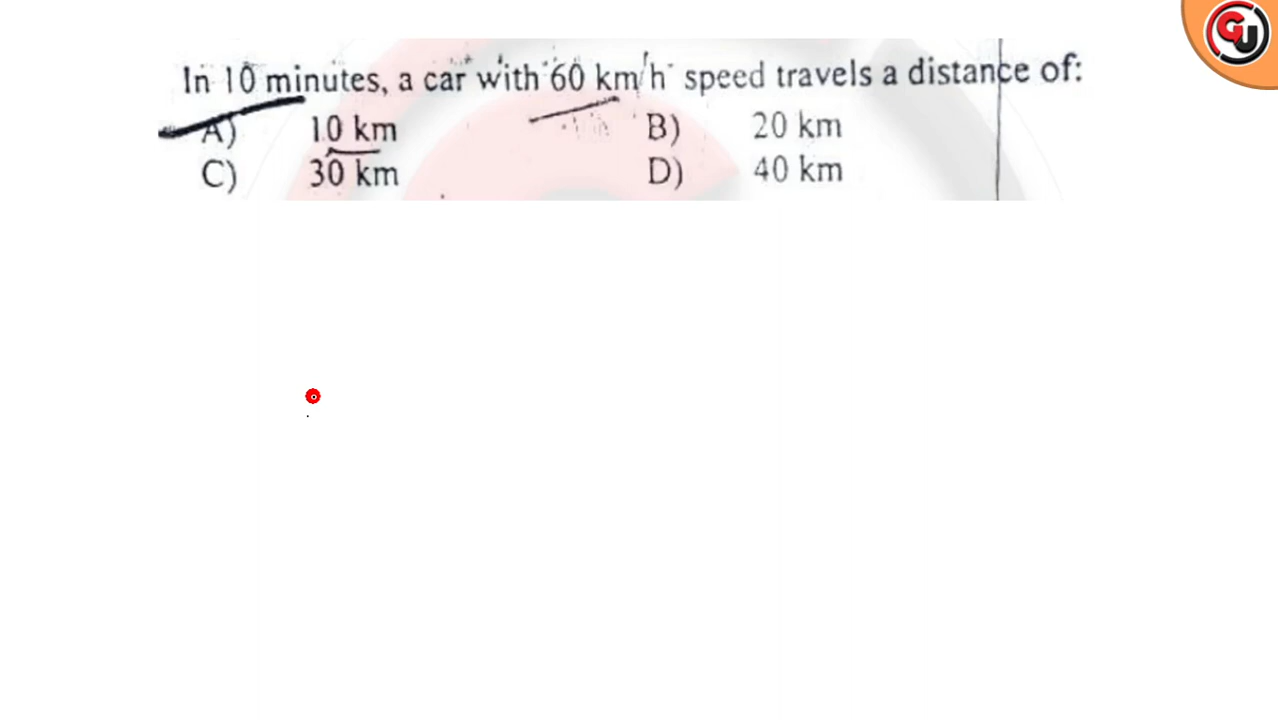 In 10 minutes, a car with 60 km/h speed travels a distance of:
A) 10 km B) 20 km
C) 30 km D) 40 km
GU